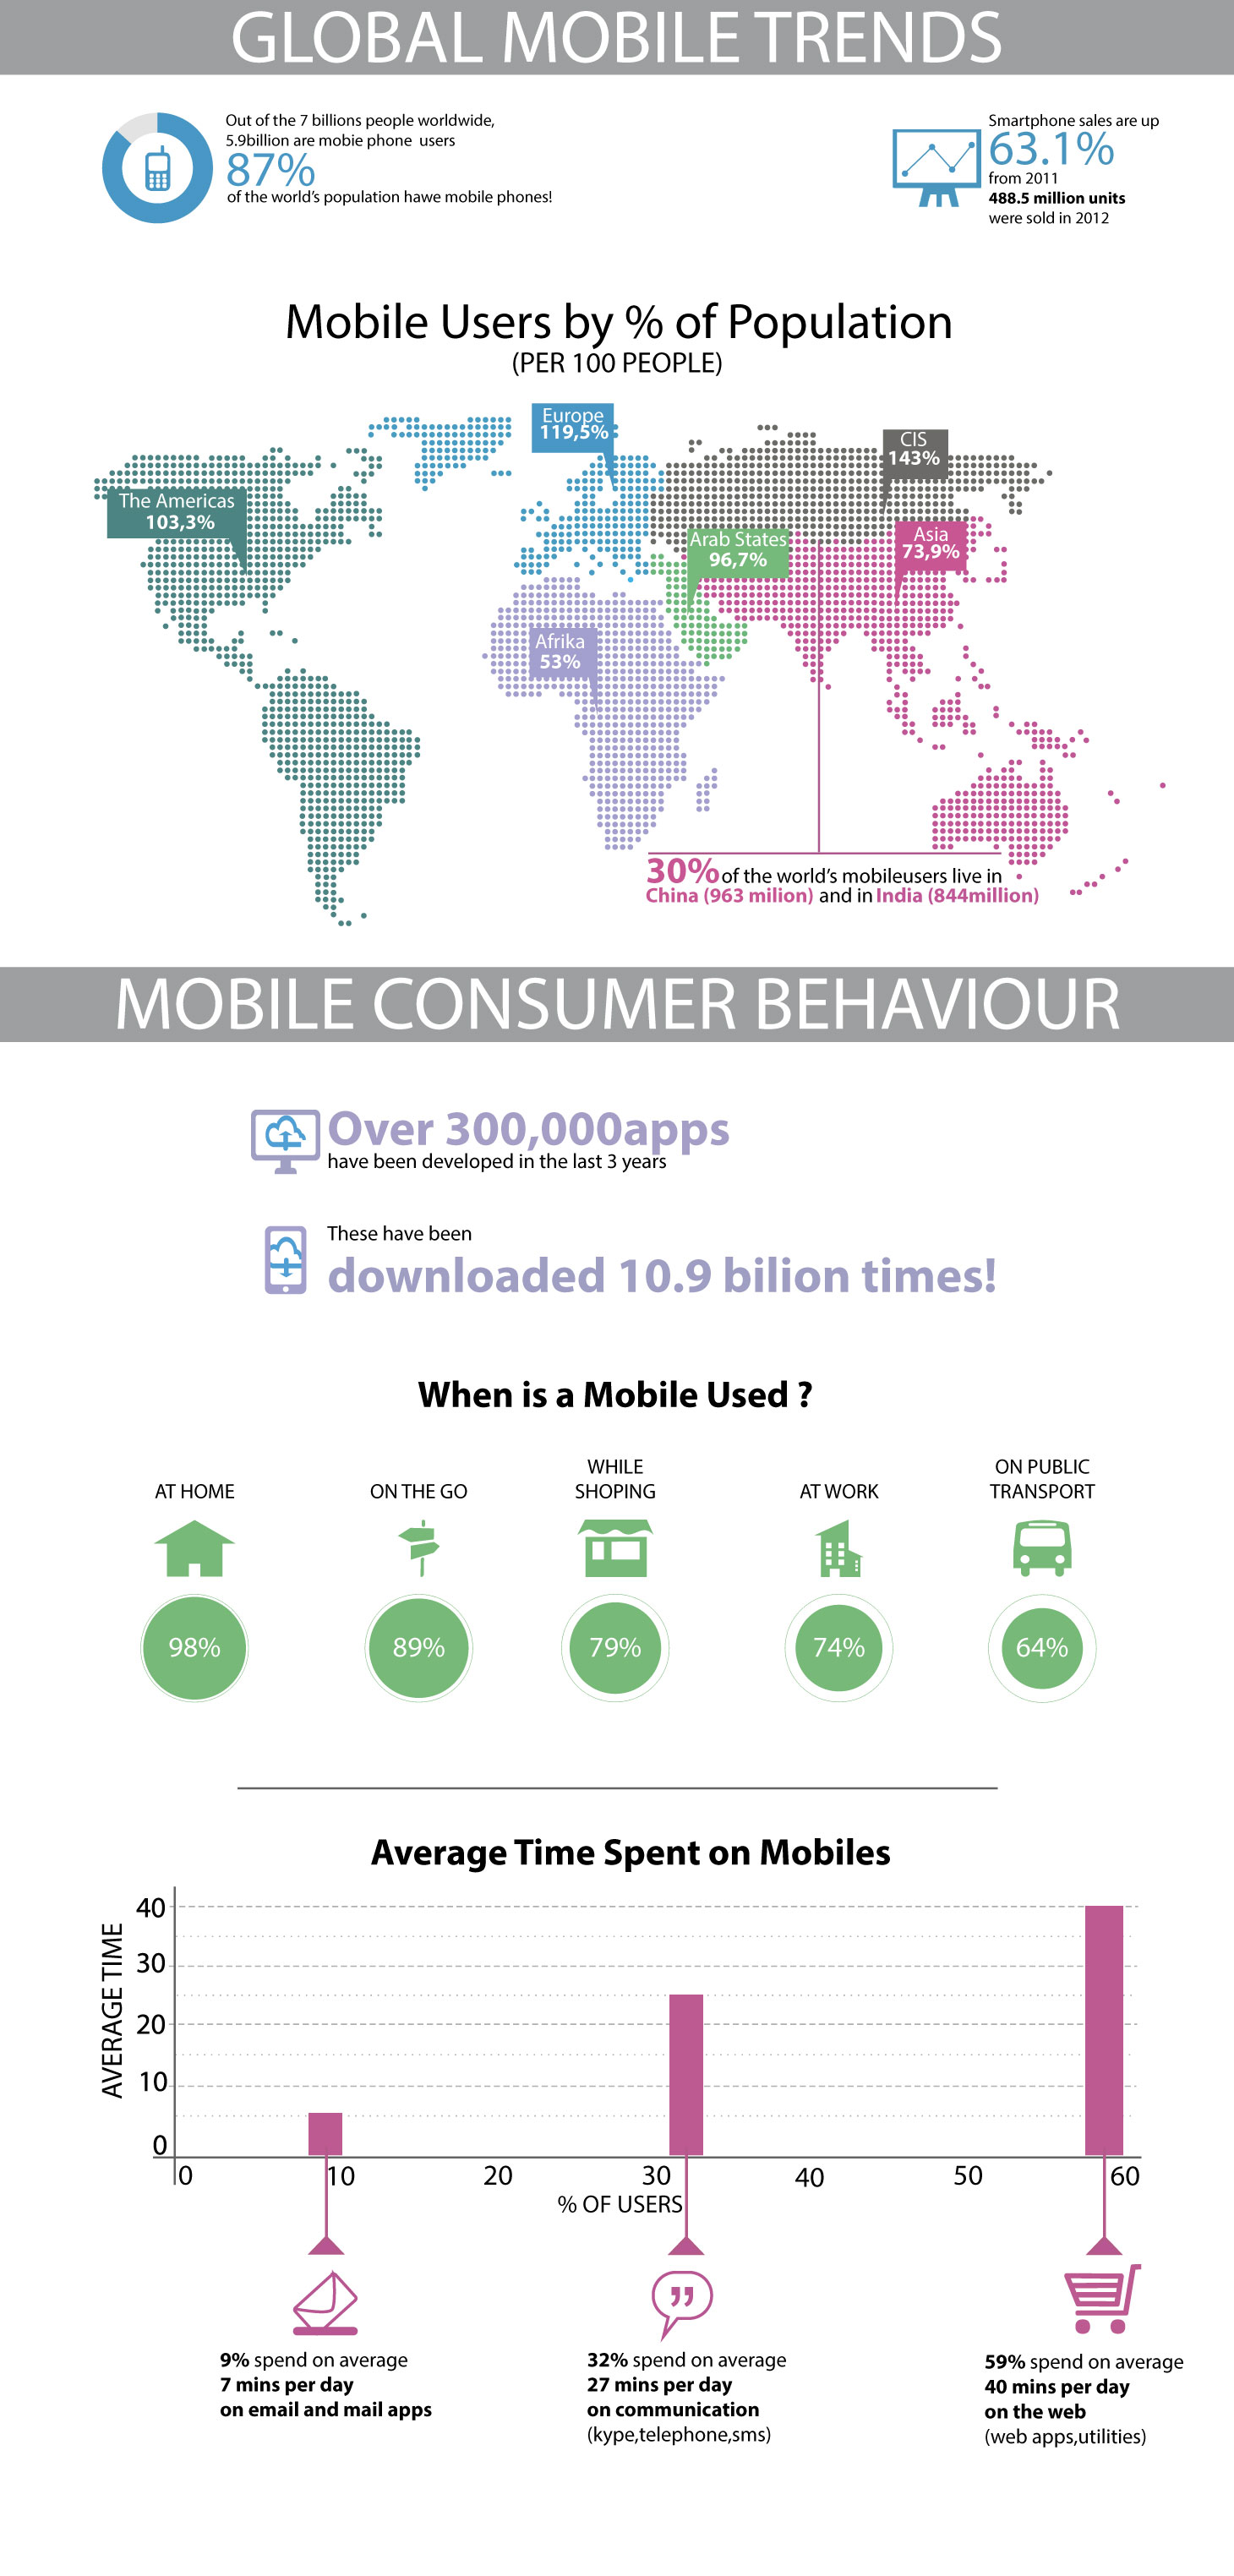 GLOBAL MOBILE TRENDS
Out of the 7 billions people worldwide,
5.9billion are mobie phone users
87%
of the world's population hawe mobile phones!
Smartphone sales are up
63.1%
from 2011
488.5 million units
were sold in 2012
Mobile Users by % of Population
(PER 100 PEOPLE)
Europe
119,5%
CIS
143%
The Americas
103,3%
Arab States
96,7%
Asia
73,9%
Afrika
53%
30% of the world's mobileusers live in
China (963 milion) and in India (844million)
MOBILE CONSUMER BEHAVIOUR
Over 300,000apps
have been developed in the last 3 years
These have been
downloaded 10.9 bilion times!
When is a Mobile Used ?
AT HOME
ON THE GO
WHILE
SHOPING
AT WORK
ON PUBLIC
TRANSPORT
98%
89%
79%
74%
64%
Average Time Spent on Mobiles
AVERAGE TIME
40
30
20
10
0
0 10 20 30 40 50 60
% OF USERS
9% spend on average
7 mins per day
on email and mail apps
32% spend on average
27 mins per day
on communication
(kype,telephone,sms)
59% spend on average
40 mins per day
on the web
(web apps,utilities)